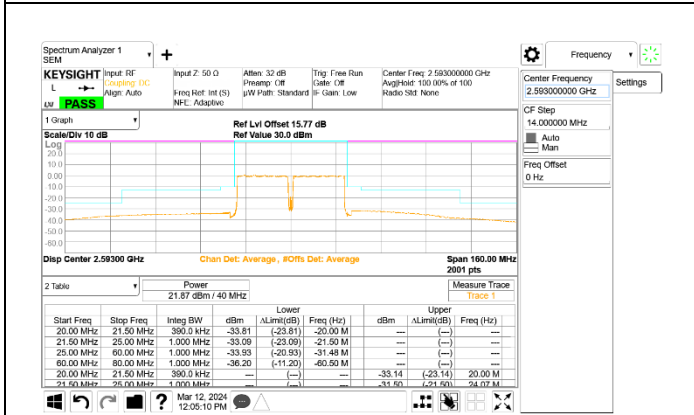 Spectrum Analyzer 1
SEM
+
Frequency
KEYSIGHT
Input: RF
Coupling: DC
Align: Auto
Input Z: 50 Ω
Freq Ref: Int (S)
NFE: Adaptive
Atten: 32 dB
Preamp: Off
µW Path: Standard
Trig: Free Run
Gate: Off
IF Gain: Low
Center Freq: 2.593000000 GHz
Avg|Hold: 100.00% of 100
Radio Std: None
L
LXI PASS
Center Frequency
2.593000000 GHz
Settings
CF Step
14.000000 MHz
Auto
Man
Freq Offset
0 Hz
1 Graph
Scale/Div 10 dB
Ref Lvl Offset 15.77 dB
Ref Value 30.0 dBm
Log
20.0
10.0
0.00
-10.0
-20.0
-30.0
-40.0
-50.0
-60.0
Disp Center 2.59300 GHz
Chan Det: Average, #Offs Det: Average
Span 160.00 MHz
2001 pts
2 Table
Power
21.87 dBm / 40 MHz
Measure Trace
Trace 1
Lower Upper
Start Freq Stop Freq Integ BW dBm ΔLimit(dB) Freq (Hz) dBm ΔLimit(dB) Freq (Hz)
20.00 MHz 21.50 MHz 390.0 kHz -33.81 (-23.81) -20.00 M --- (---) ---
21.50 MHz 25.00 MHz 1.000 MHz -33.09 (-23.09) -21.50 M --- (---) ---
25.00 MHz 60.00 MHz 1.000 MHz -33.93 (-20.93) -31.48 M --- (---) ---
60.00 MHz 80.00 MHz 1.000 MHz -36.20 (-11.20) -60.50 M --- (---) ---
20.00 MHz 21.50 MHz 390.0 kHz --- (---) --- -33.14 (-23.14) 20.00 M
21.50 MHz 25.00 MHz 1.000 MHz --- (---) --- -31.50 (-21.50) 24.07 M
?
Mar 12, 2024
12:05:10 PM